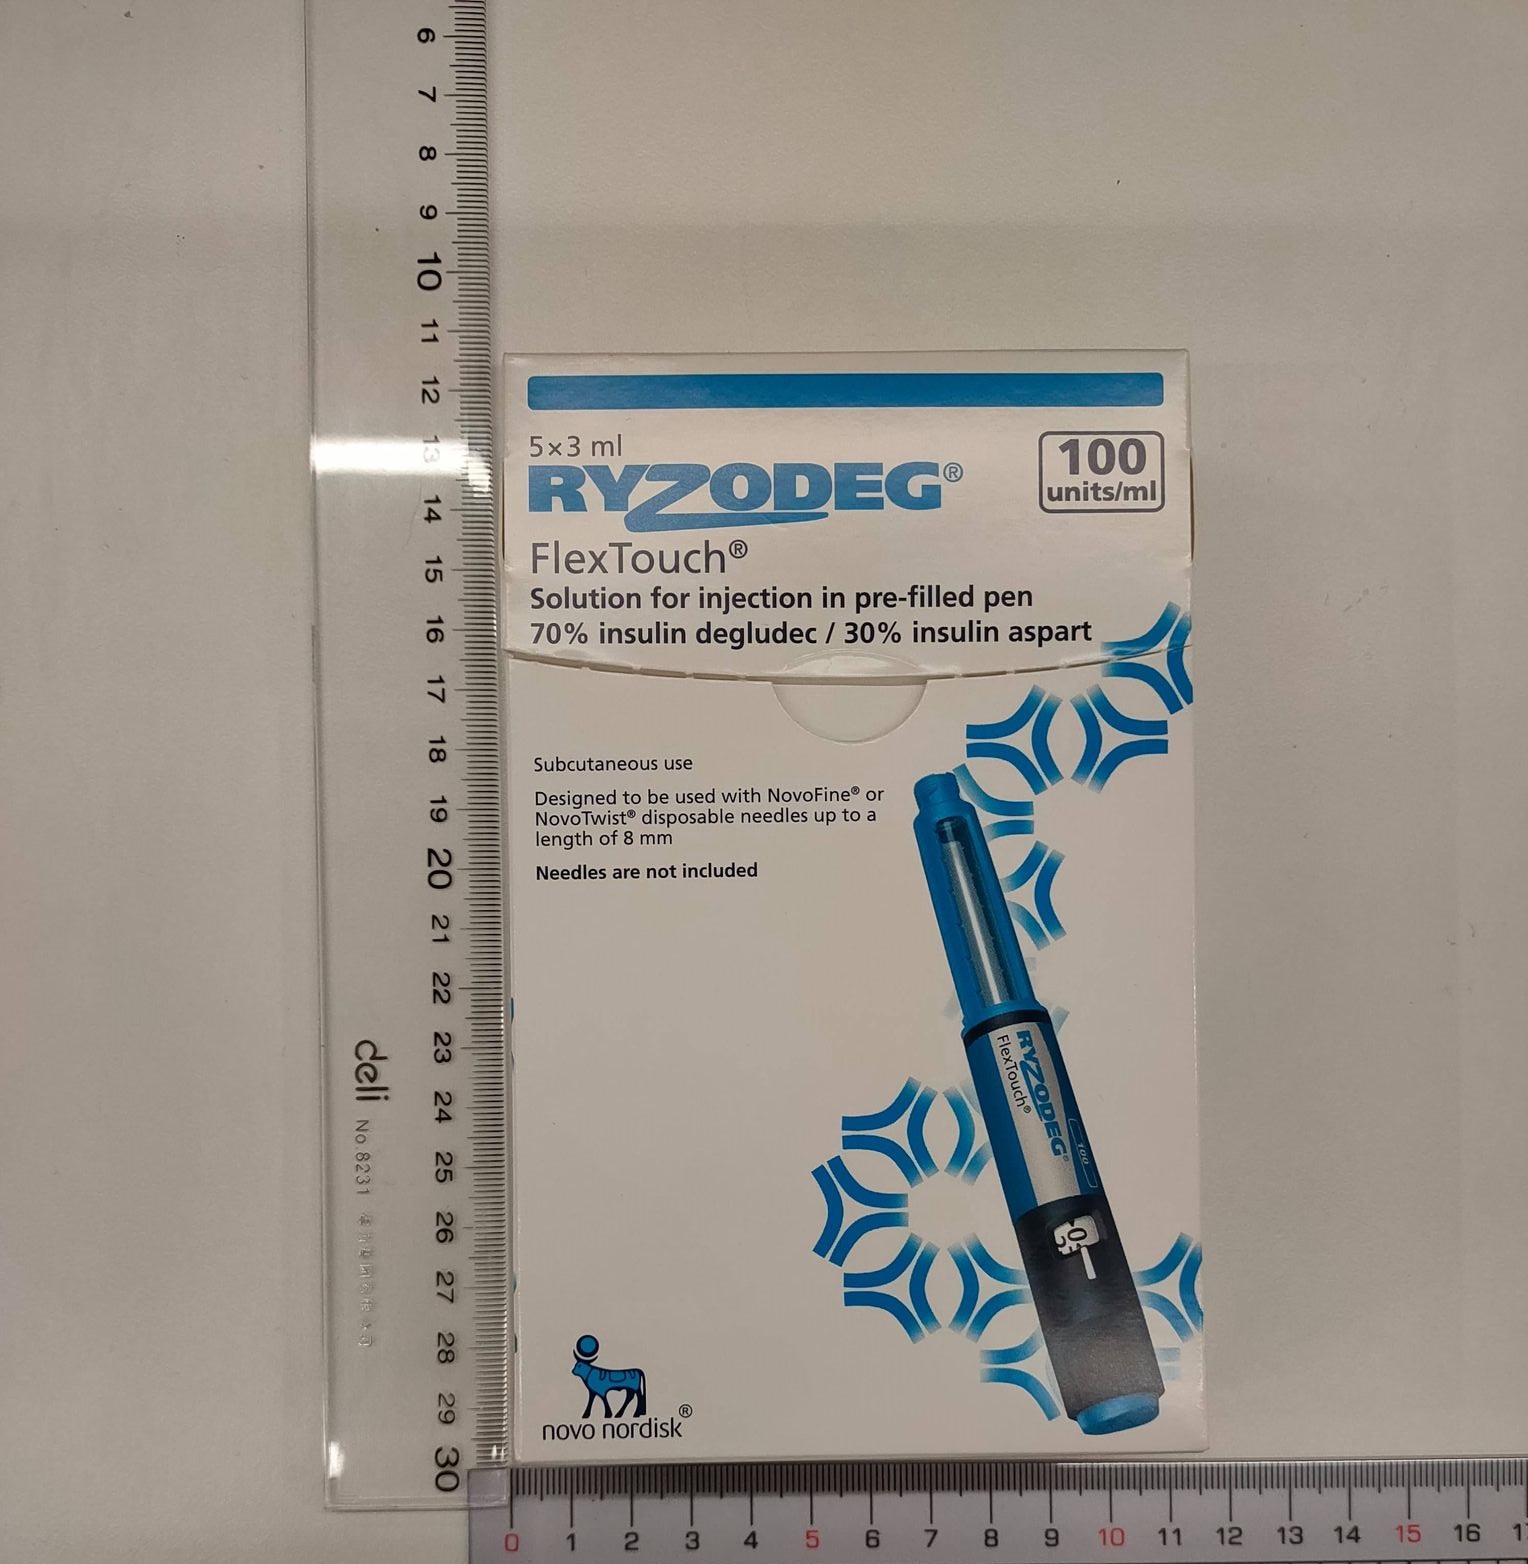 6
7
8
9
10
11
12
13
14
15
16
17
18
19
20
21
22
23
24
25
26
27
28
29
30
deli No.8231
5×3 ml
RYZODEG®
100
units/ml
FlexTouch®
Solution for injection in pre-filled pen
70% insulin degludec / 30% insulin aspart
Subcutaneous use
Designed to be used with NovoFine® or
NovoTwist® disposable needles up to a
length of 8 mm
Needles are not included
RYZODEG®
FlexTouch®
100
0
novo nordisk®
0 1 2 3 4 5 6 7 8 9 10 11 12 13 14 15 16